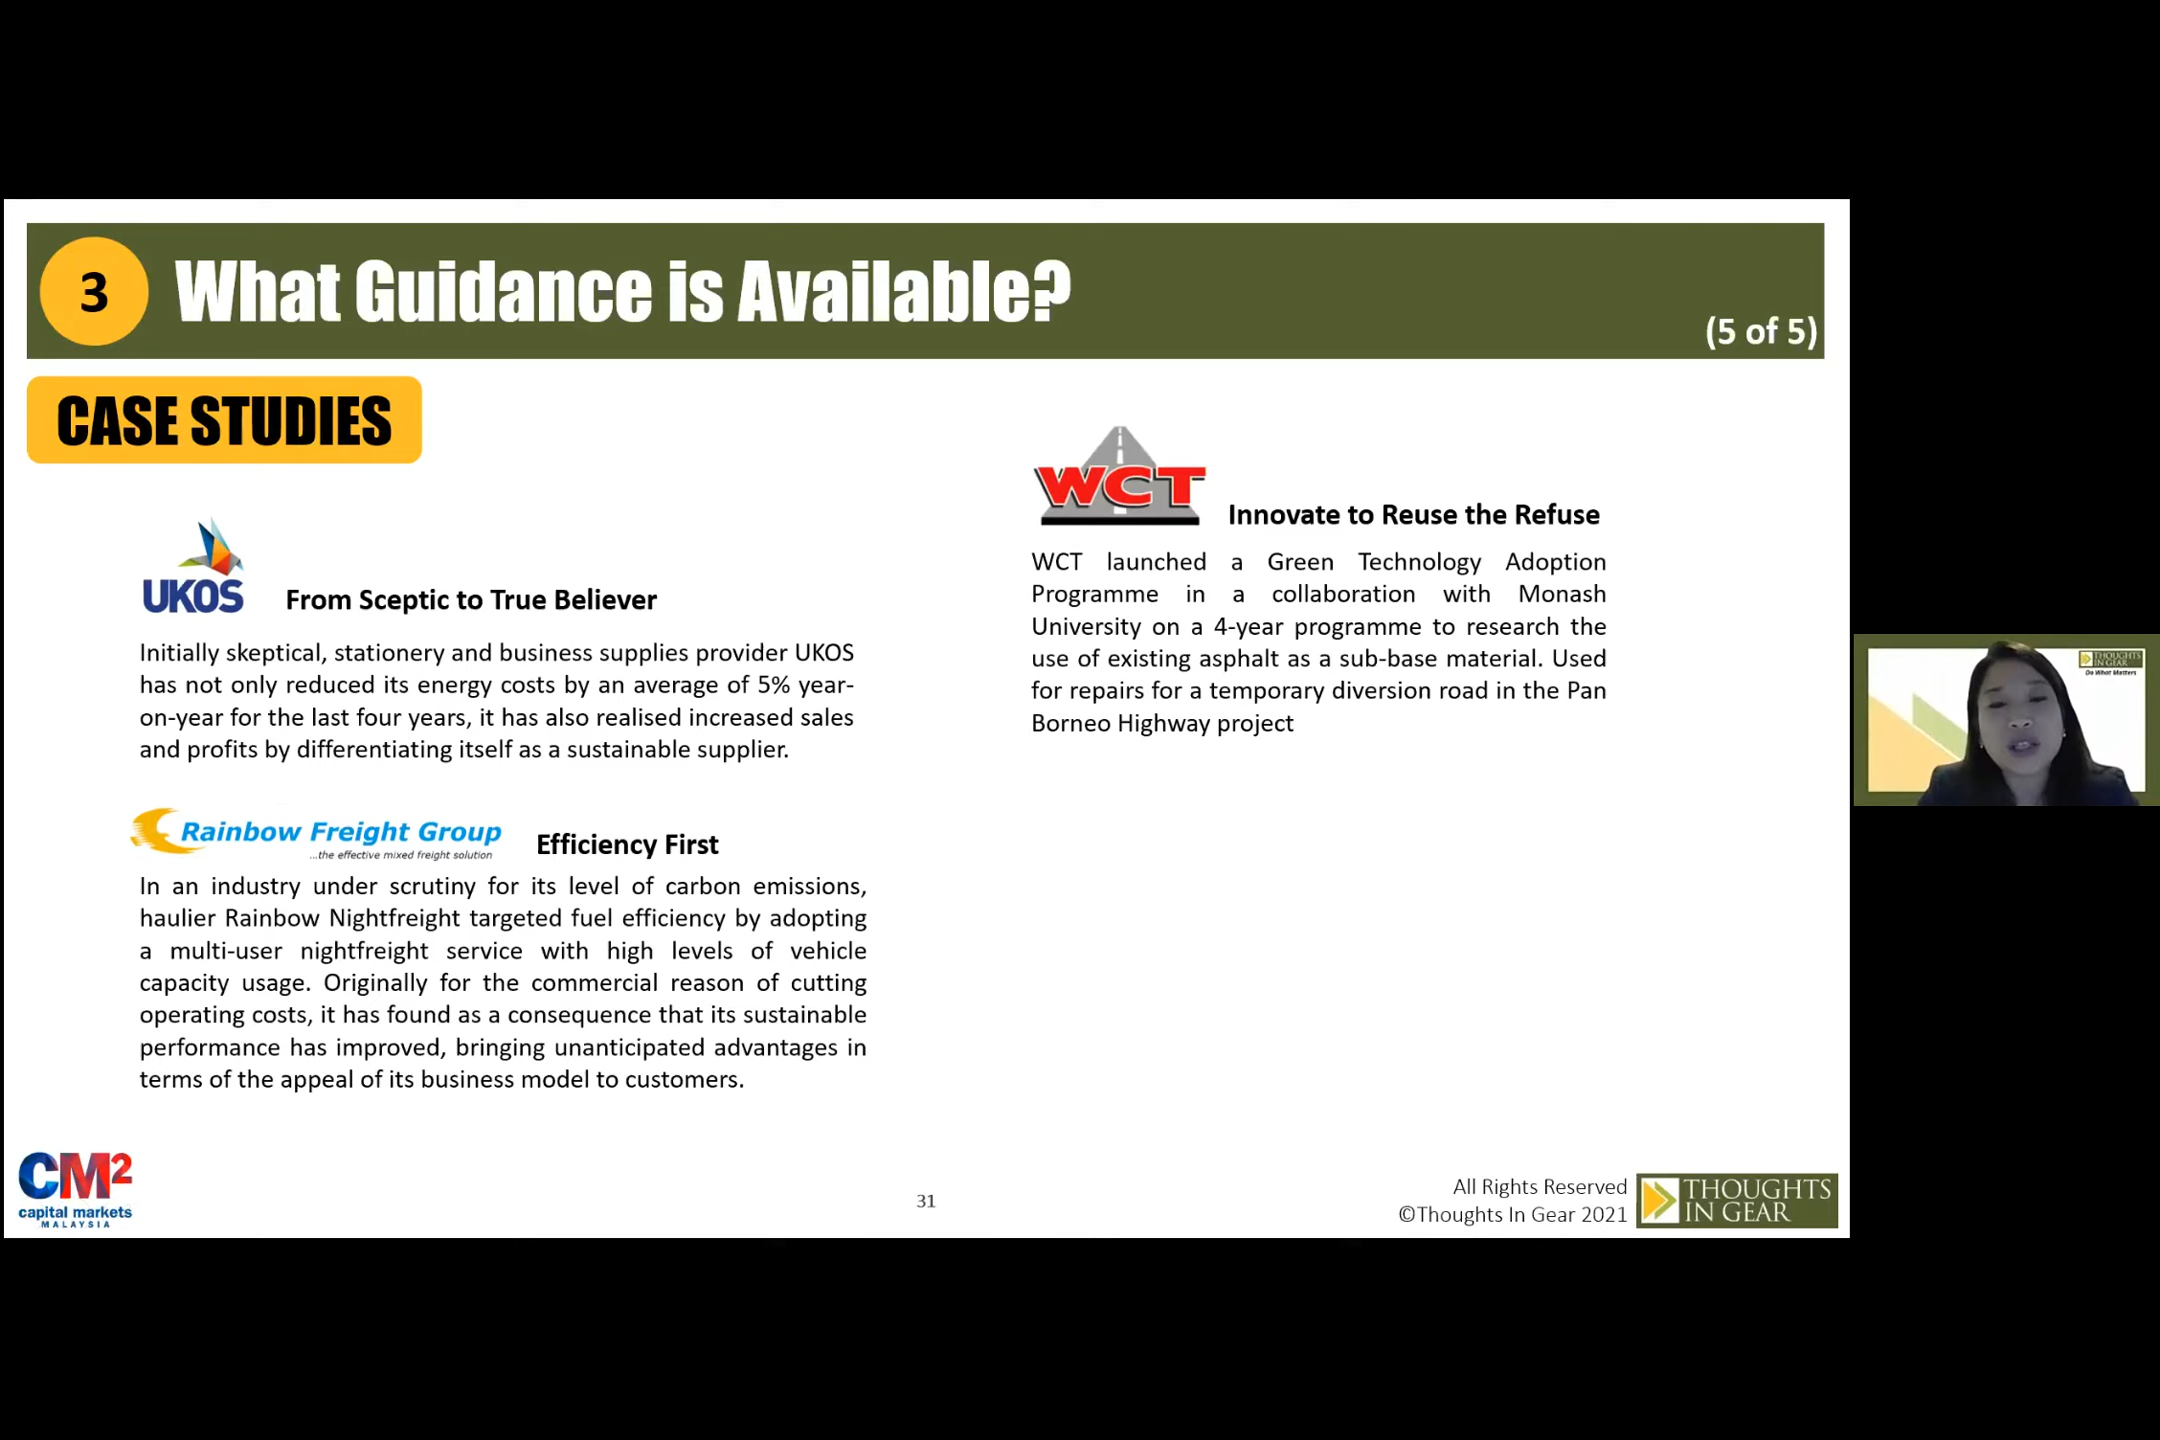 3
What Guidance is Available?
(5 of 5)
CASE STUDIES
UKOS
From Sceptic to True Believer
Initially skeptical, stationery and business supplies provider UKOS
has not only reduced its energy costs by an average of 5% year-
on-year for the last four years, it has also realised increased sales
and profits by differentiating itself as a sustainable supplier.
Rainbow Freight Group
...the effective mixed freight solution
Efficiency First
In an industry under scrutiny for its level of carbon emissions,
haulier Rainbow Nightfreight targeted fuel efficiency by adopting
a multi-user nightfreight service with high levels of vehicle
capacity usage. Originally for the commercial reason of cutting
operating costs, it has found as a consequence that its sustainable
performance has improved, bringing unanticipated advantages in
terms of the appeal of its business model to customers.
WCT
Innovate to Reuse the Refuse
WCT launched a Green Technology Adoption
Programme in a collaboration with Monash
University on a 4-year programme to research the
use of existing asphalt as a sub-base material. Used
for repairs for a temporary diversion road in the Pan
Borneo Highway project
THOUGHTS
IN GEAR
Do What Matters
CM2
capital markets
MALAYSIA
31
All Rights Reserved
©Thoughts In Gear 2021
THOUGHTS
IN GEAR